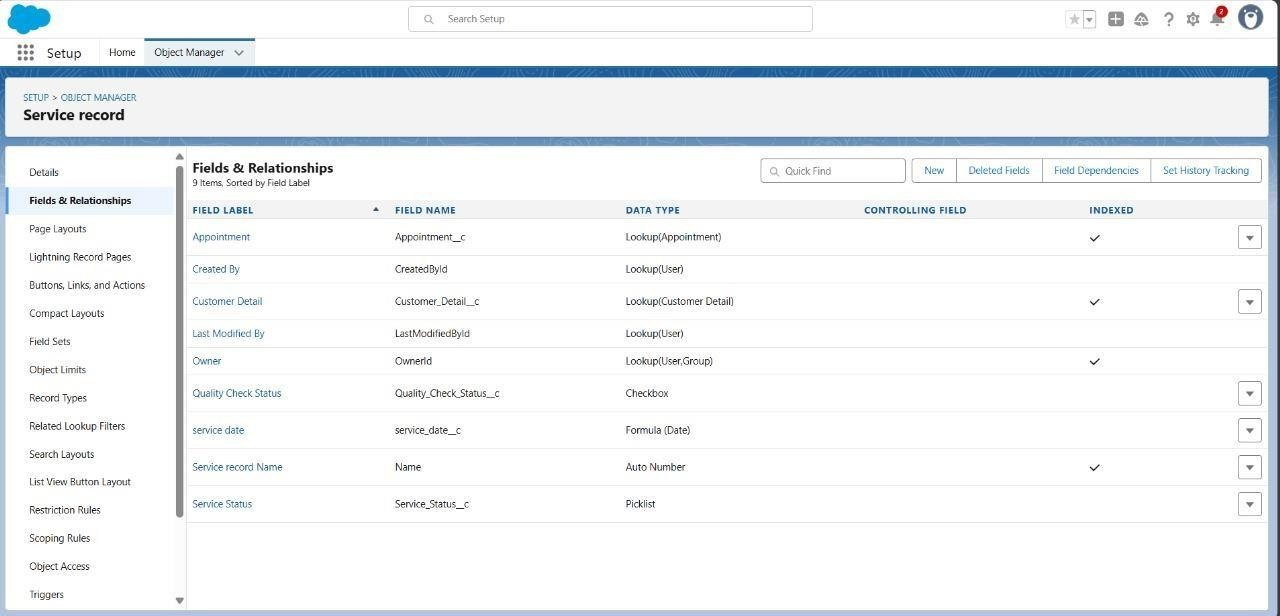 Search Setup
2
Setup
Home
Object Manager
SETUP > OBJECT MANAGER
Service record
Details
Fields & Relationships
Page Layouts
Lightning Record Pages
Buttons, Links, and Actions
Compact Layouts
Field Sets
Object Limits
Record Types
Related Lookup Filters
Search Layouts
List View Button Layout
Restriction Rules
Scoping Rules
Object Access
Triggers
Fields & Relationships
9 Items, Sorted by Field Label
Quick Find
New
Deleted Fields
Field Dependencies
Set History Tracking
FIELD LABEL FIELD NAME DATA TYPE CONTROLLING FIELD INDEXED
Appointment Appointment__c Lookup(Appointment)
Created By CreatedById Lookup(User)
Customer Detail Customer_Detail__c Lookup(Customer Detail)
Last Modified By LastModifiedById Lookup(User)
Owner OwnerId Lookup(User,Group)
Quality Check Status Quality_Check_Status__c Checkbox
service date service_date__c Formula (Date)
Service record Name Name Auto Number
Service Status Service_Status__c Picklist